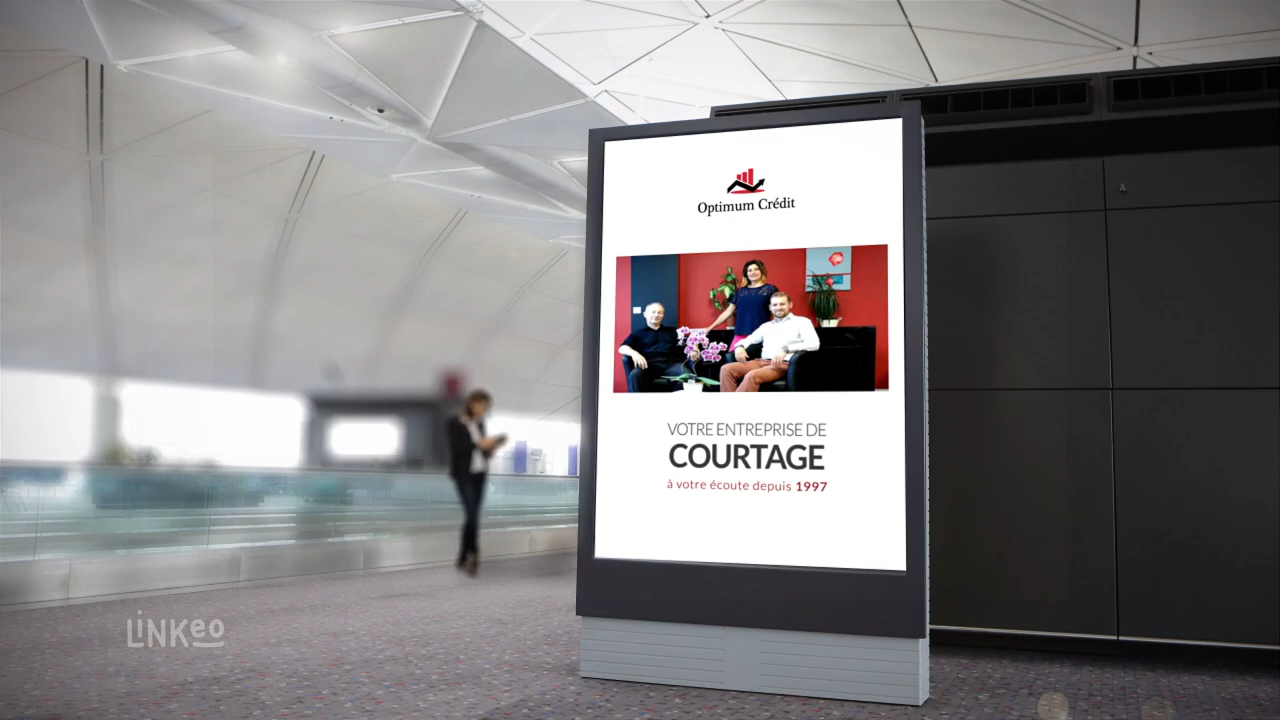 Optimum Crédit
VOTRE ENTREPRISE DE
COURTAGE
à votre écoute depuis 1997
LiNKeo